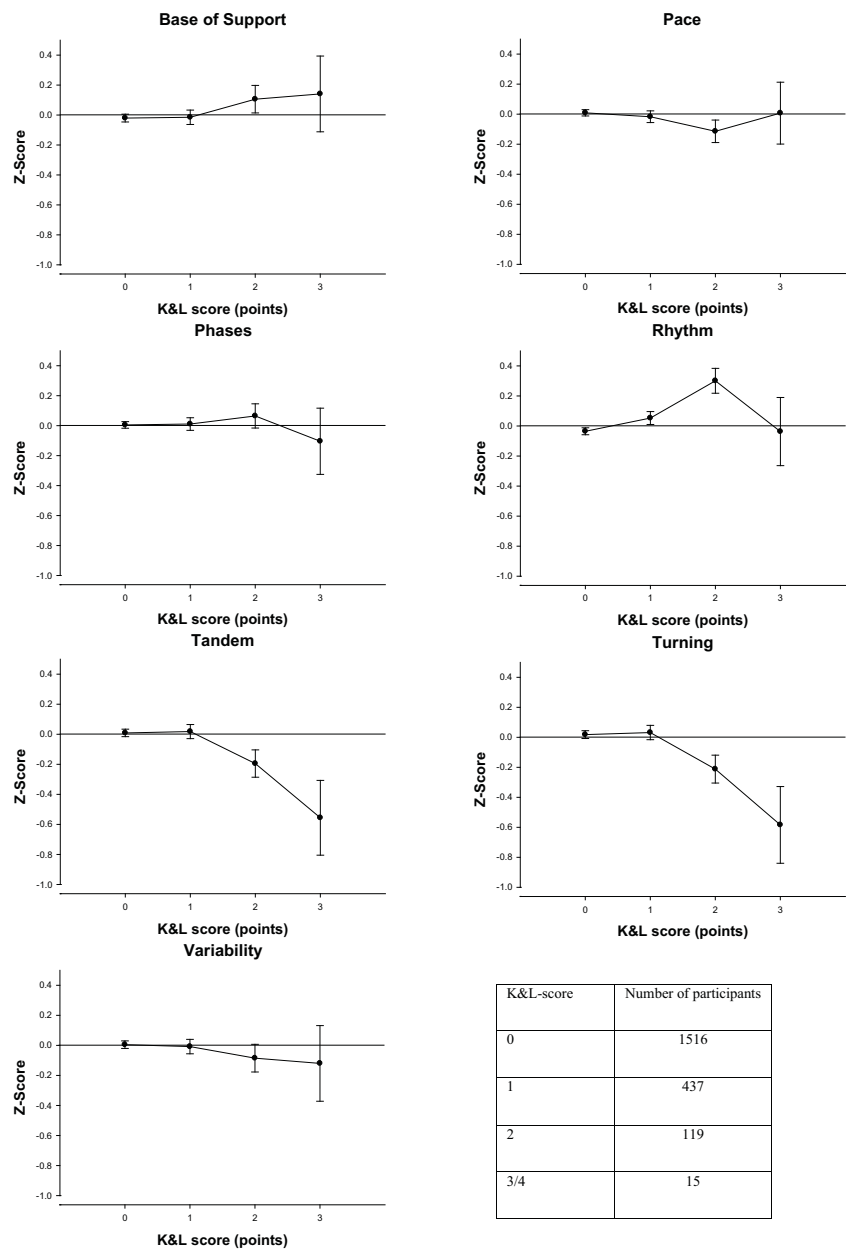 Base of Support
0.4
0.2
0.0
-0.2
-0.4
-0.6
-0.8
-1.0
Z-Score
0 1 2 3
K&L score (points)
Pace
0.4
0.2
0.0
-0.2
-0.4
-0.6
-0.8
-1.0
Z-Score
0 1 2 3
K&L score (points)
Phases
0.4
0.2
0.0
-0.2
-0.4
-0.6
-0.8
-1.0
Z-Score
0 1 2 3
K&L score (points)
Rhythm
0.4
0.2
0.0
-0.2
-0.4
-0.6
-0.8
-1.0
Z-Score
0 1 2 3
K&L score (points)
Tandem
0.4
0.2
0.0
-0.2
-0.4
-0.6
-0.8
-1.0
Z-Score
0 1 2 3
K&L score (points)
Turning
0.4
0.2
0.0
-0.2
-0.4
-0.6
-0.8
-1.0
Z-Score
0 1 2 3
K&L score (points)
Variability
0.4
0.2
0.0
-0.2
-0.4
-0.6
-0.8
-1.0
Z-Score
0 1 2 3
K&L score (points)
K&L-score Number of participants
0 1516
1 437
2 119
3/4 15